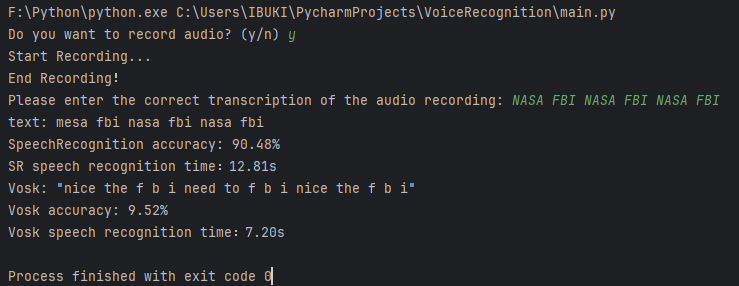 F:\Python\python.exe C:\Users\IBUKI\PycharmProjects\VoiceRecognition\main.py
Do you want to record audio? (y/n) y
Start Recording...
End Recording!
Please enter the correct transcription of the audio recording: NASA FBI NASA FBI NASA FBI
text: mesa fbi nasa fbi nasa fbi
SpeechRecognition accuracy: 90.48%
SR speech recognition time：12.81s
Vosk: "nice the f b i need to f b i nice the f b i"
Vosk accuracy: 9.52%
Vosk speech recognition time：7.20s
Process finished with exit code 0